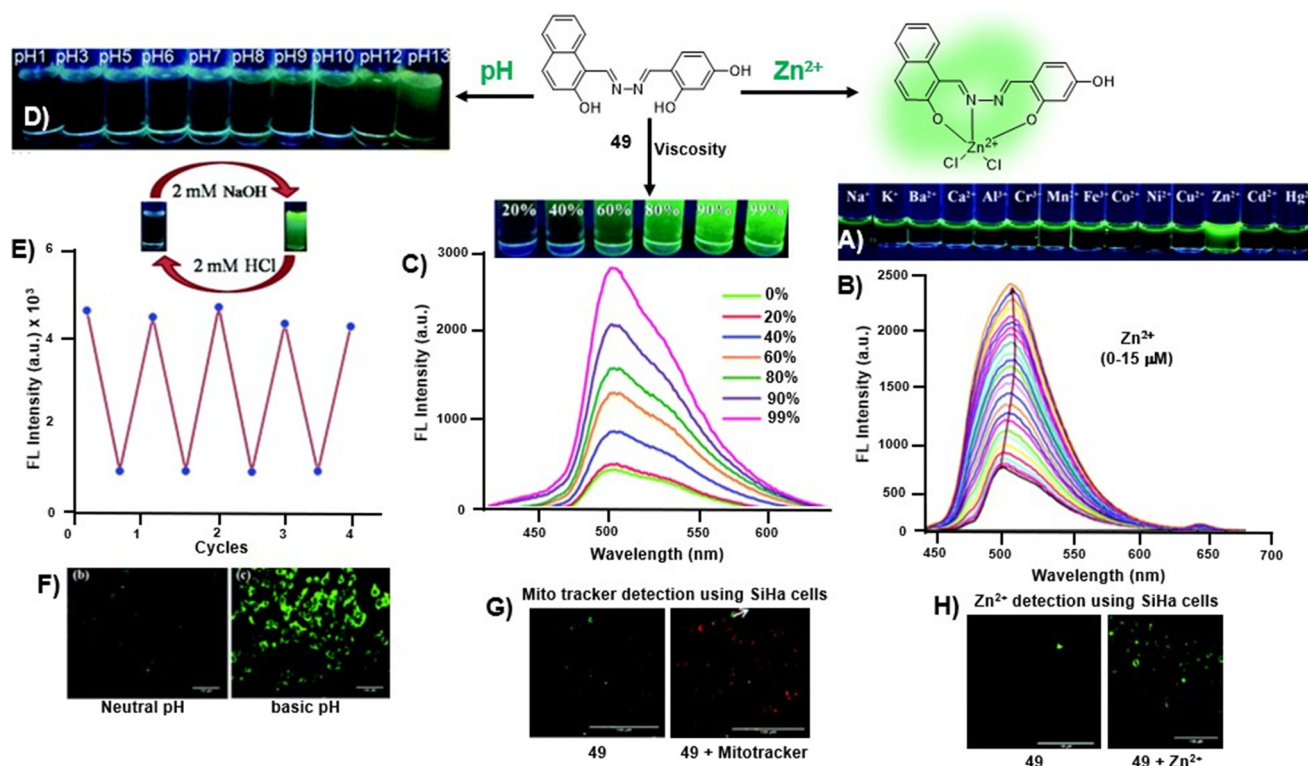 pH1 pH3 pH5 pH6 pH7 pH8 pH9 pH10 pH12 pH13
D)
pH
N N
OH HO
OH
49
Viscosity
Zn²⁺
N N
OH
O O
Zn²⁺
Cl Cl
2 mM NaOH
2 mM HCl
20% 40% 60% 80% 90% 99%
Na⁺ K⁺ Ba²⁺ Ca²⁺ Al³⁺ Cr³⁺ Mn²⁺ Fe³⁺ Co²⁺ Ni²⁺ Cu²⁺ Zn²⁺ Cd²⁺ Hg²
A)
E)
FL Intensity (a.u.) x 10³
6
4
2
0
0 1 2 3 4
Cycles
C)
FL Intensity (a.u.)
3000
2000
1000
0
450 500 550 600
Wavelength (nm)
0%
20%
40%
60%
80%
90%
99%
B)
FL Intensity (a.u.)
2500
2000
1500
1000
500
0
Zn²⁺
(0-15 µM)
450 500 550 600 650 700
Wavelength (nm)
F)
(b) (c)
Neutral pH basic pH
G)
Mito tracker detection using SiHa cells
49 49 + Mitotracker
H)
Zn²⁺ detection using SiHa cells
49 49 + Zn²⁺